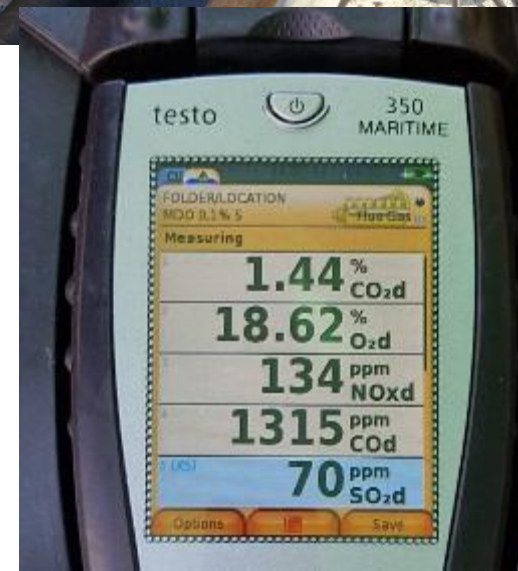 testo
350
MARITIME
FOLDER/LOCATION
MDO 0,1% S
Flue Gas
Measuring
1.44 % CO₂d
18.62 % O₂d
134 ppm NOxd
1315 ppm COd
70 ppm SO₂d
Options
Save